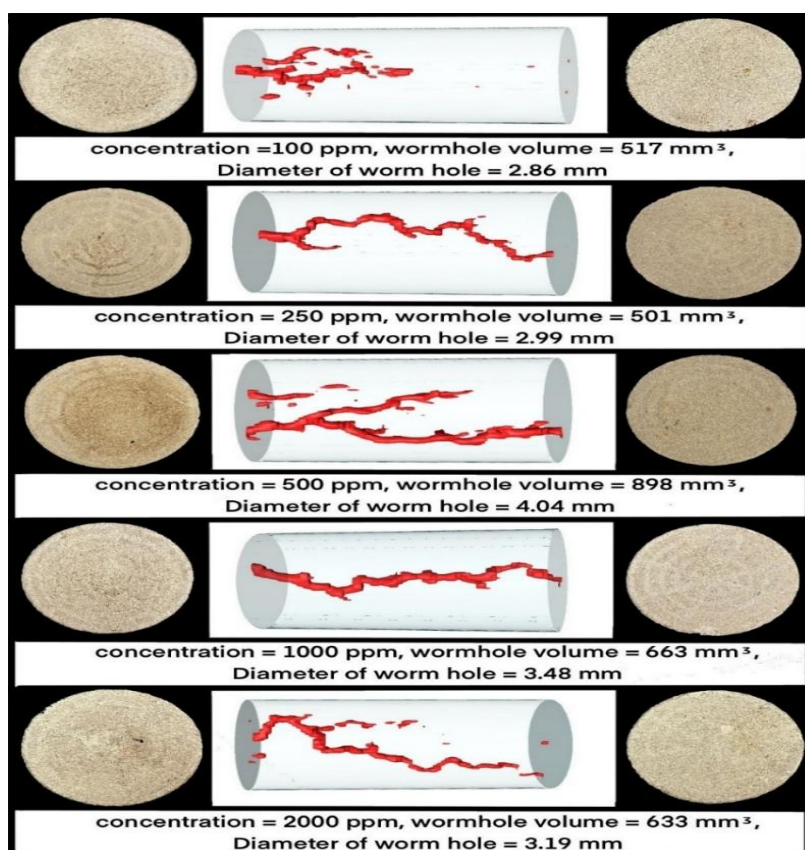 concentration =100 ppm, wormhole volume = 517 mm³,
Diameter of worm hole = 2.86 mm
concentration = 250 ppm, wormhole volume = 501 mm³,
Diameter of worm hole = 2.99 mm
concentration = 500 ppm, wormhole volume = 898 mm³,
Diameter of worm hole = 4.04 mm
concentration = 1000 ppm, wormhole volume = 663 mm³,
Diameter of worm hole = 3.48 mm
concentration = 2000 ppm, wormhole volume = 633 mm³,
Diameter of worm hole = 3.19 mm